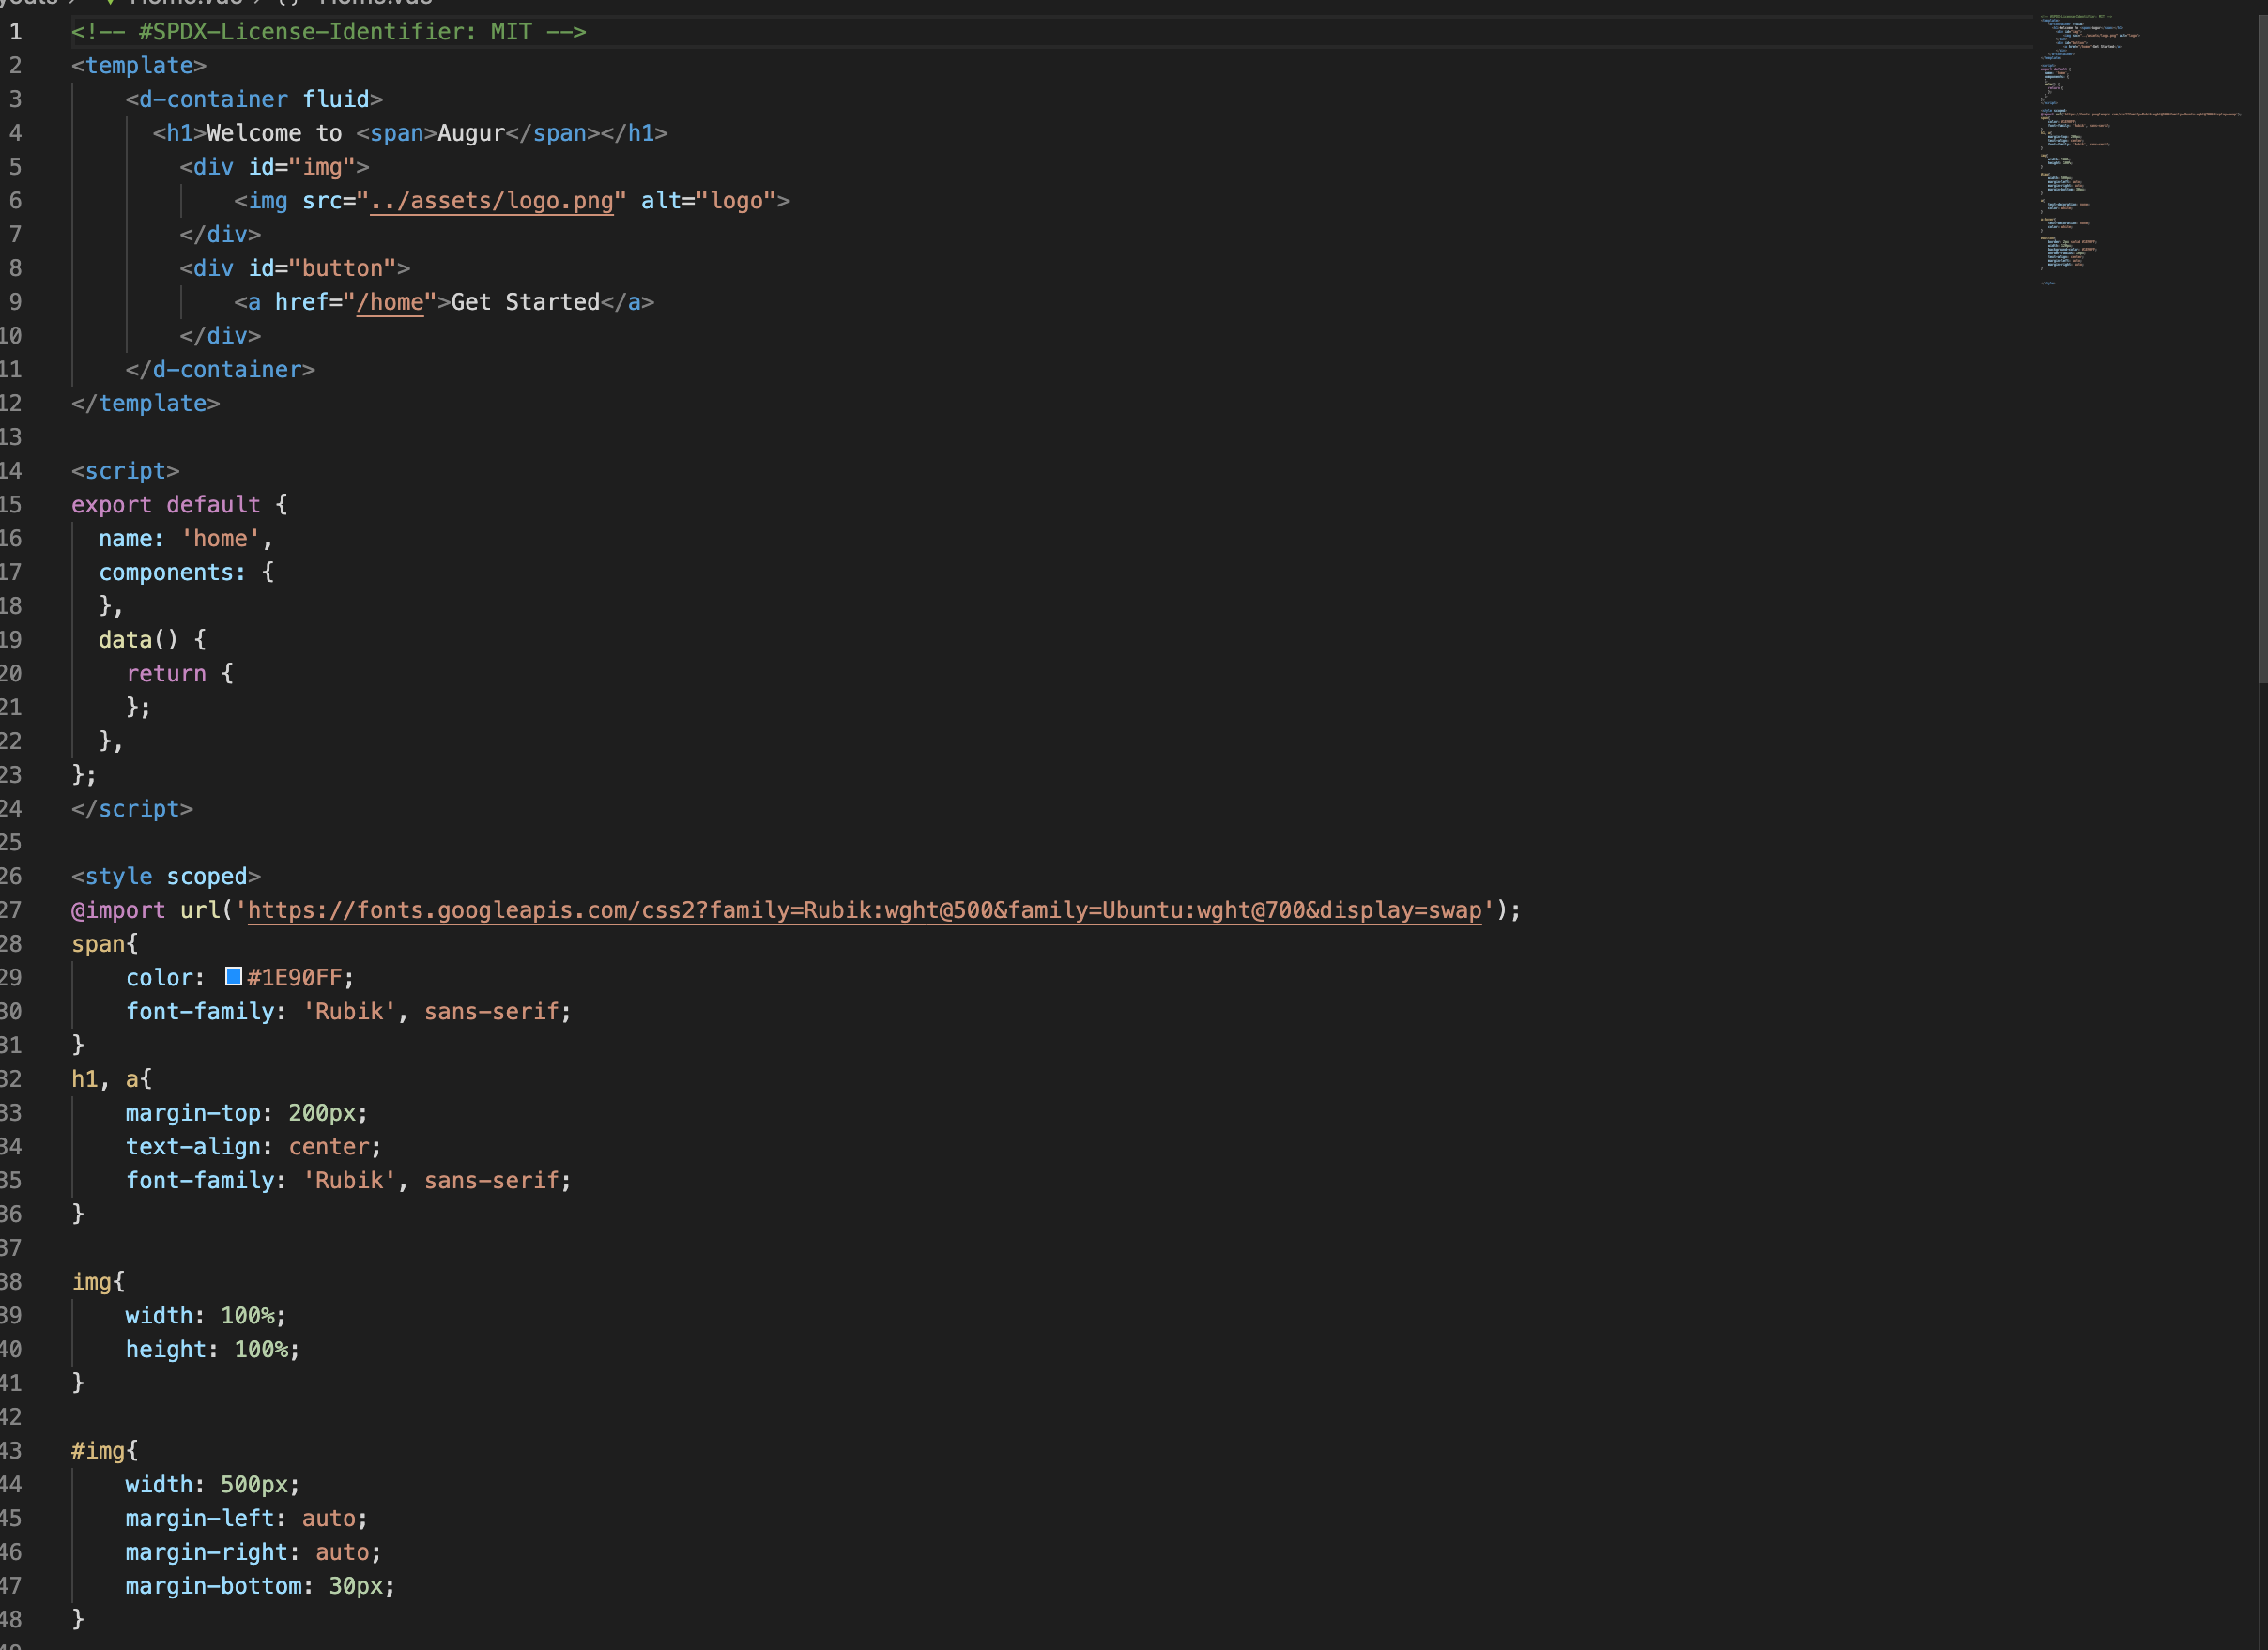 Home.vue › {} Home.vue
1 <!-- #SPDX-License-Identifier: MIT -->
2 <template>
3     <d-container fluid>
4       <h1>Welcome to <span>Augur</span></h1>
5         <div id="img">
6             <img src="../assets/logo.png" alt="logo">
7         </div>
8         <div id="button">
9             <a href="/home">Get Started</a>
10         </div>
11     </d-container>
12 </template>
13
14 <script>
15 export default {
16   name: 'home',
17   components: {
18   },
19   data() {
20     return {
21     };
22   },
23 };
24 </script>
25
26 <style scoped>
27 @import url('https://fonts.googleapis.com/css2?family=Rubik:wght@500&family=Ubuntu:wght@700&display=swap');
28 span{
29     color: #1E90FF;
30     font-family: 'Rubik', sans-serif;
31 }
32 h1, a{
33     margin-top: 200px;
34     text-align: center;
35     font-family: 'Rubik', sans-serif;
36 }
37
38 img{
39     width: 100%;
40     height: 100%;
41 }
42
43 #img{
44     width: 500px;
45     margin-left: auto;
46     margin-right: auto;
47     margin-bottom: 30px;
48 }